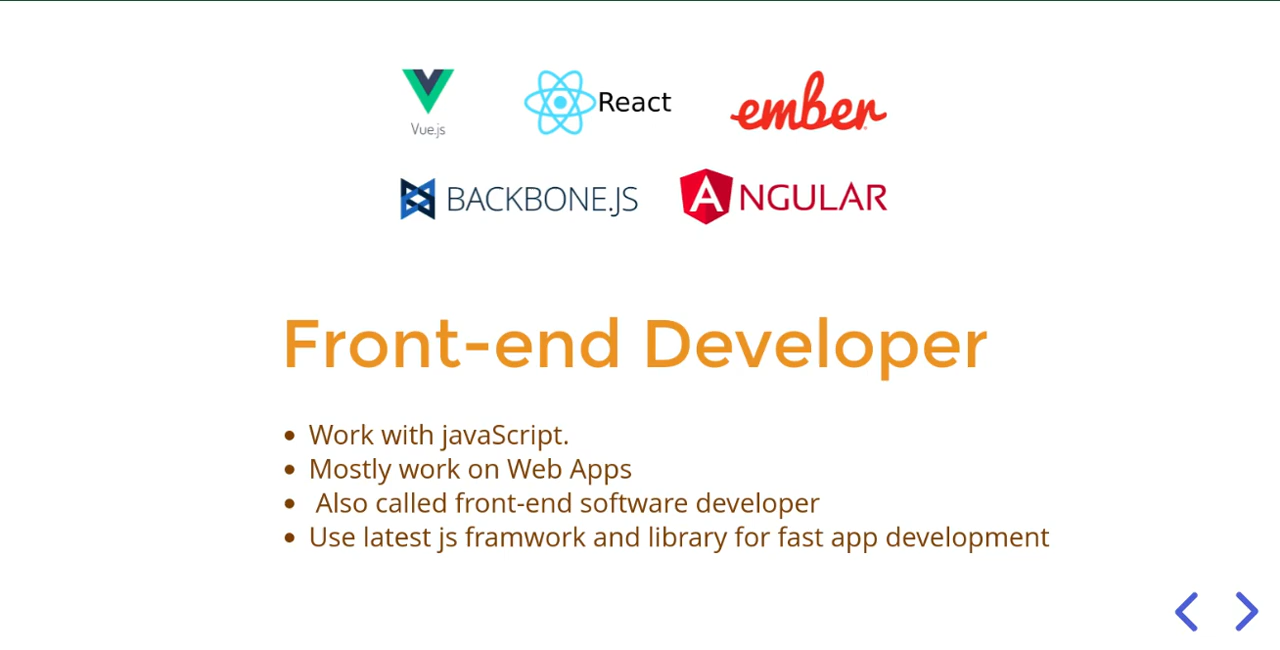 Vue.js
React
ember
BACKBONE.JS
ANGULAR
Front-end Developer
• Work with javaScript.
• Mostly work on Web Apps
• Also called front-end software developer
• Use latest js framwork and library for fast app development